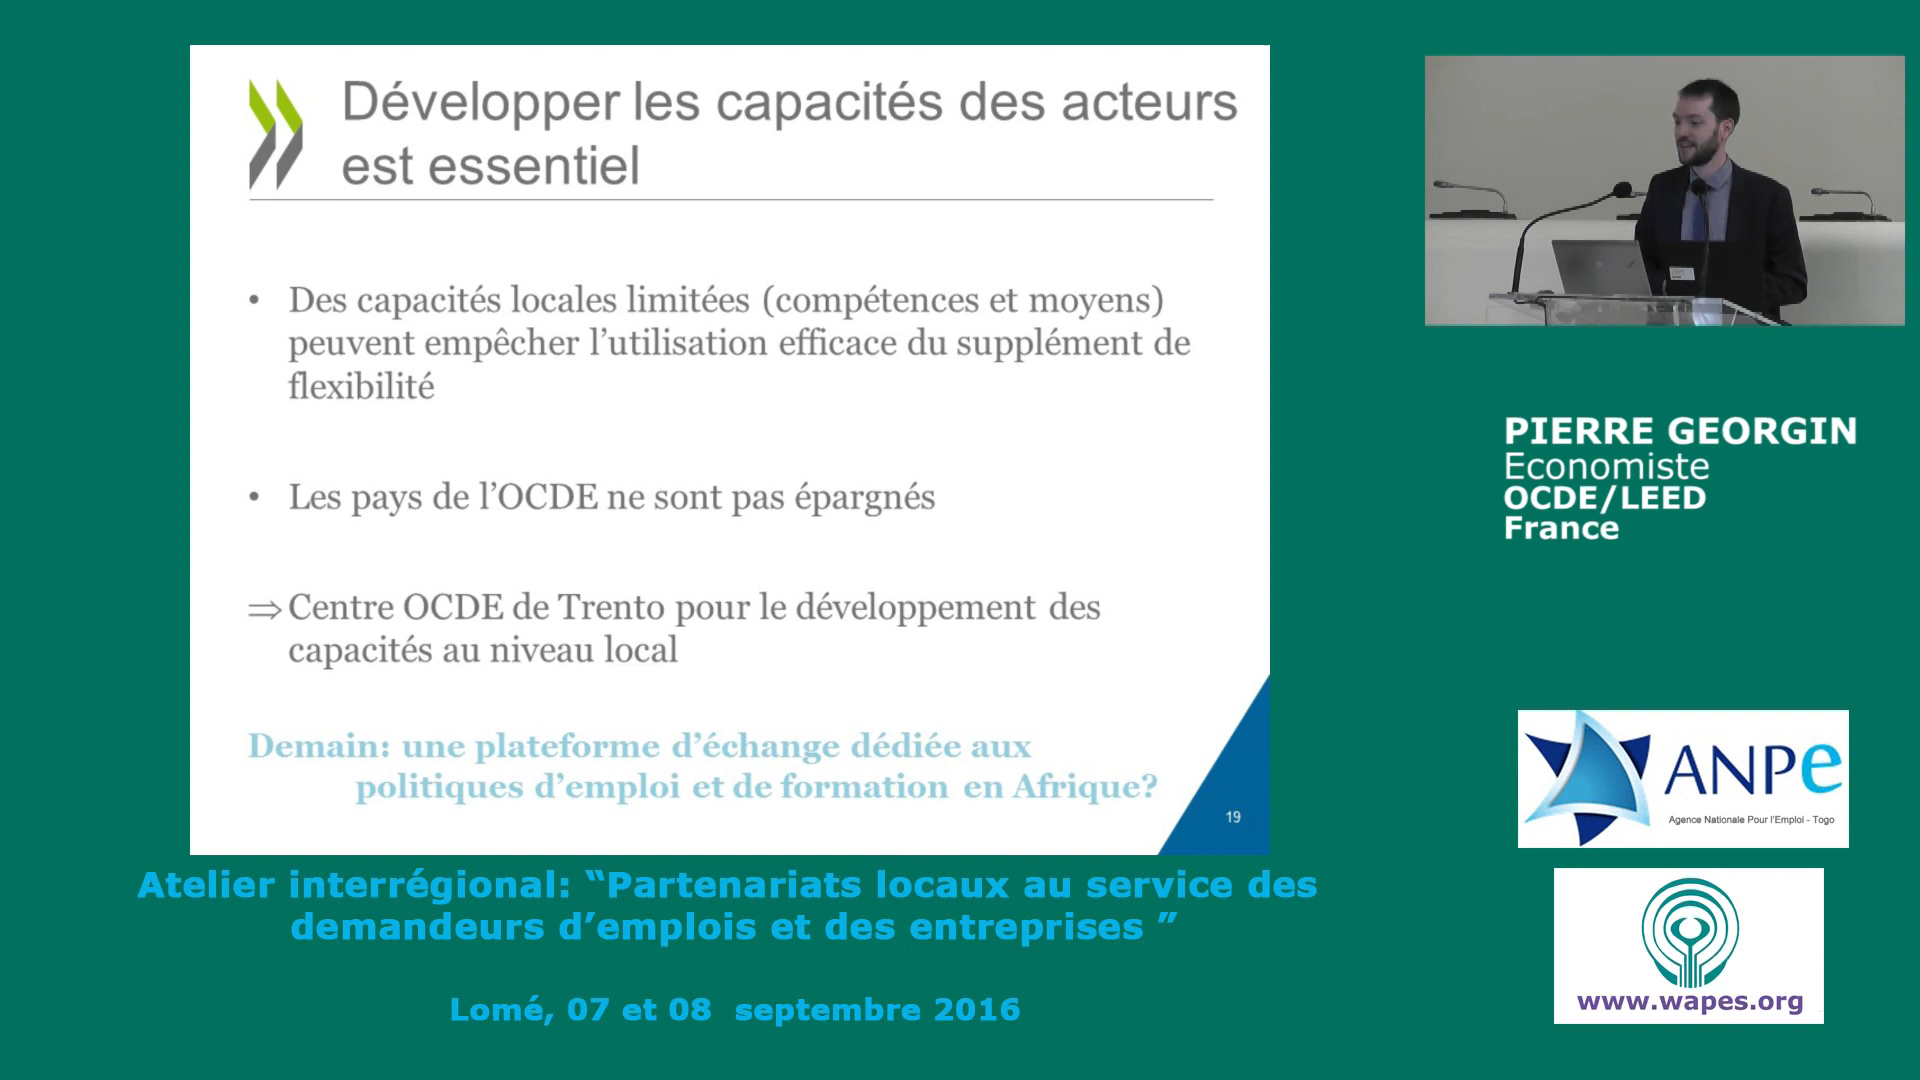 Développer les capacités des acteurs
est essentiel
• Des capacités locales limitées (compétences et moyens)
peuvent empêcher l’utilisation efficace du supplément de
flexibilité
• Les pays de l’OCDE ne sont pas épargnés
⇒ Centre OCDE de Trento pour le développement des
capacités au niveau local
Demain: une plateforme d’échange dédiée aux
politiques d’emploi et de formation en Afrique?
19
PIERRE GEORGIN
Economiste
OCDE/LEED
France
ANPe
Agence Nationale Pour l'Emploi - Togo
www.wapes.org
Atelier interrégional: “Partenariats locaux au service des
demandeurs d’emplois et des entreprises ”
Lomé, 07 et 08 septembre 2016